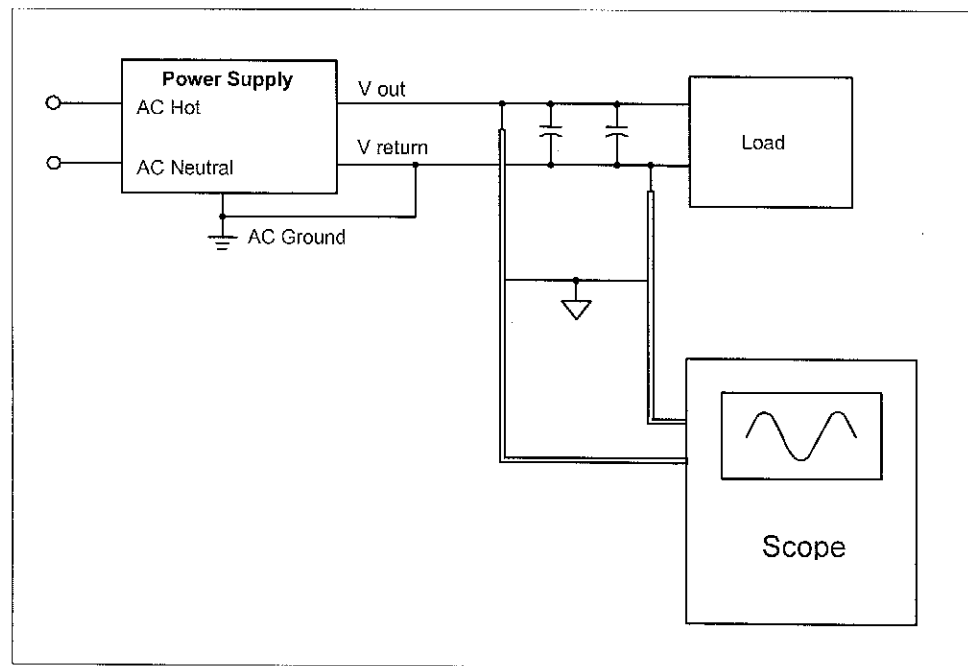 Power Supply
AC Hot
AC Neutral
V out
V return
AC Ground
Load
Scope